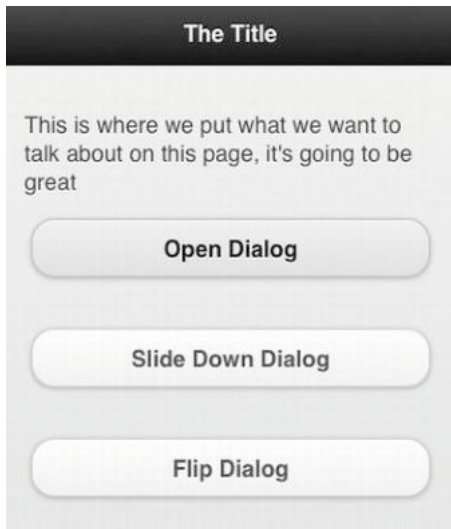 The Title
This is where we put what we want to
talk about on this page, it's going to be
great
Open Dialog
Slide Down Dialog
Flip Dialog